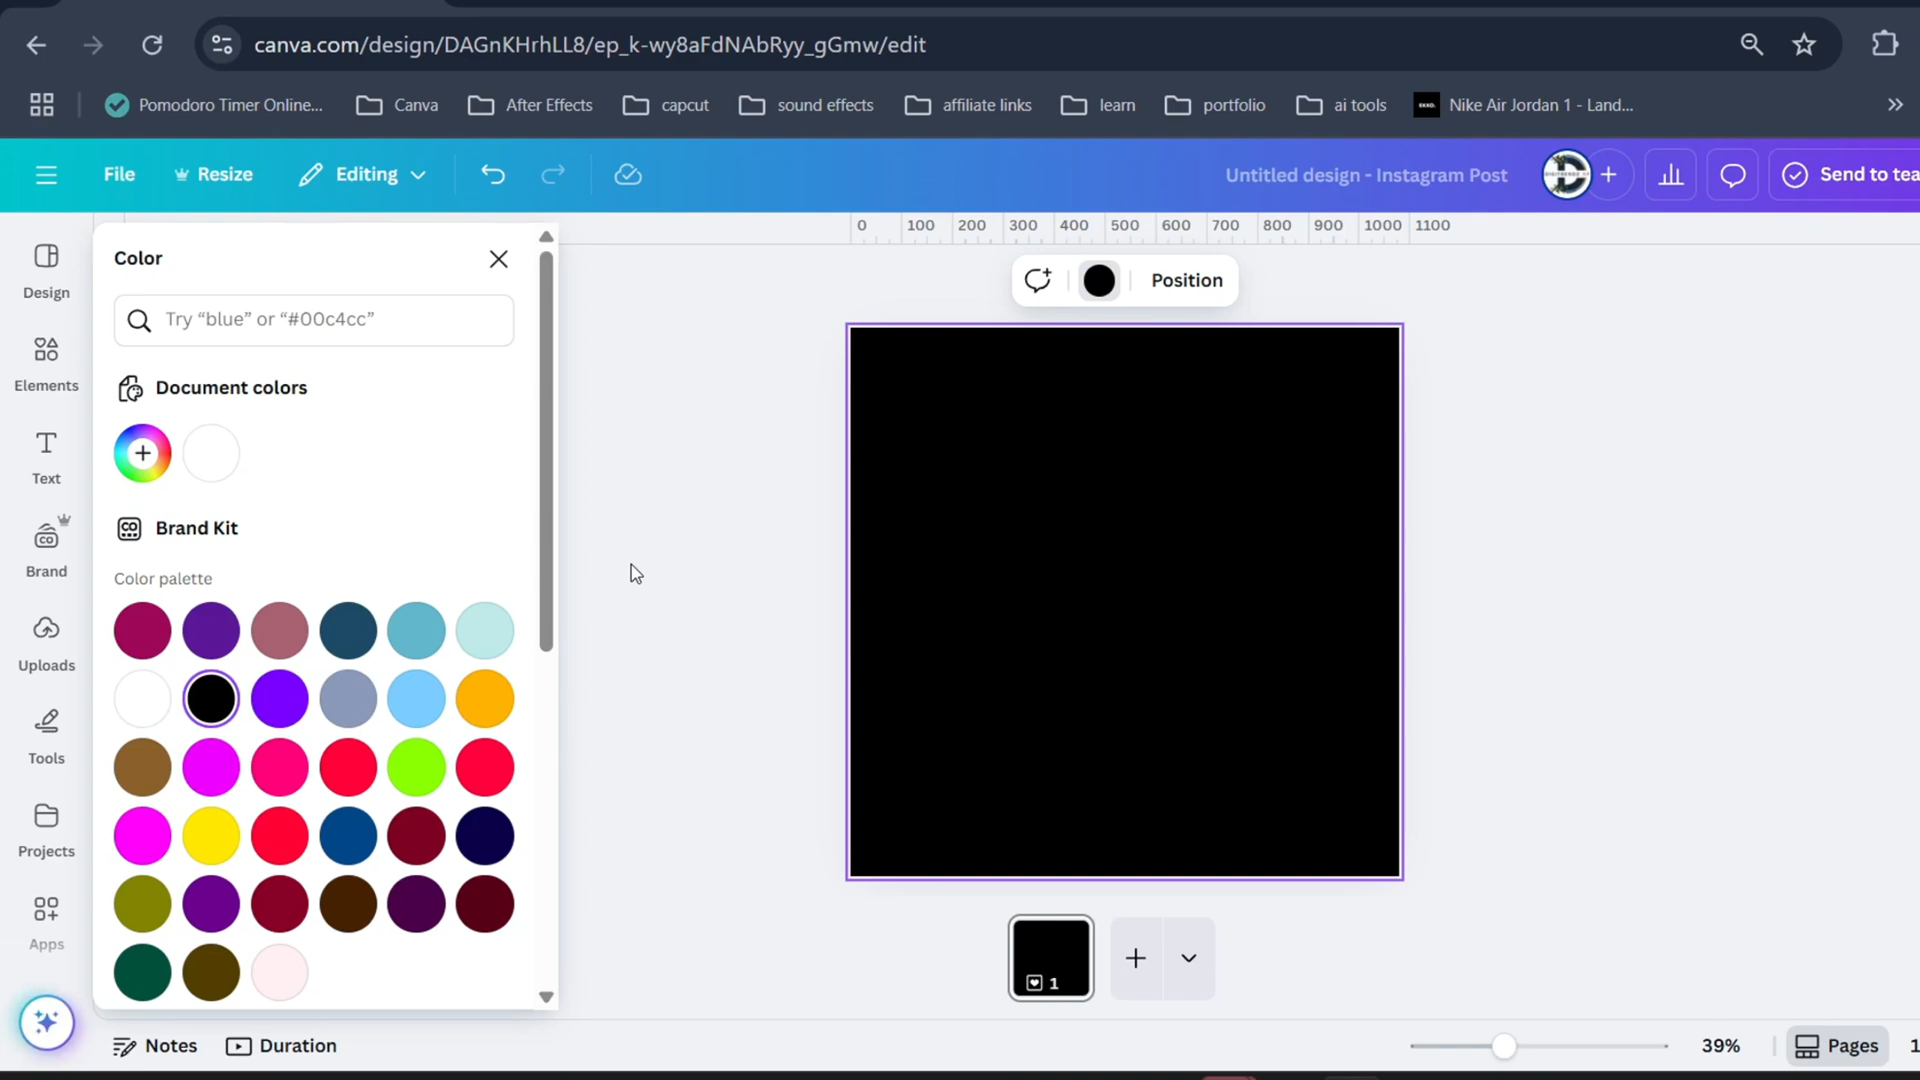 canva.com/design/DAGnKHrhLL8/ep_k-wy8aFdNAbRyy_gGmw/edit
Pomodoro Timer Online... Canva After Effects capcut sound effects affiliate links learn portfolio ai tools EKKO. Nike Air Jordan 1 - Land...
File Resize Editing Untitled design - Instagram Post Send to tea
0 100 200 300 400 500 600 700 800 900 1000 1100
Color
Try “blue” or “#00c4cc”
Document colors
Brand Kit
Color palette
Position
Design
Elements
Text
Brand
Uploads
Tools
Projects
Apps
1
Notes Duration 39% Pages 1